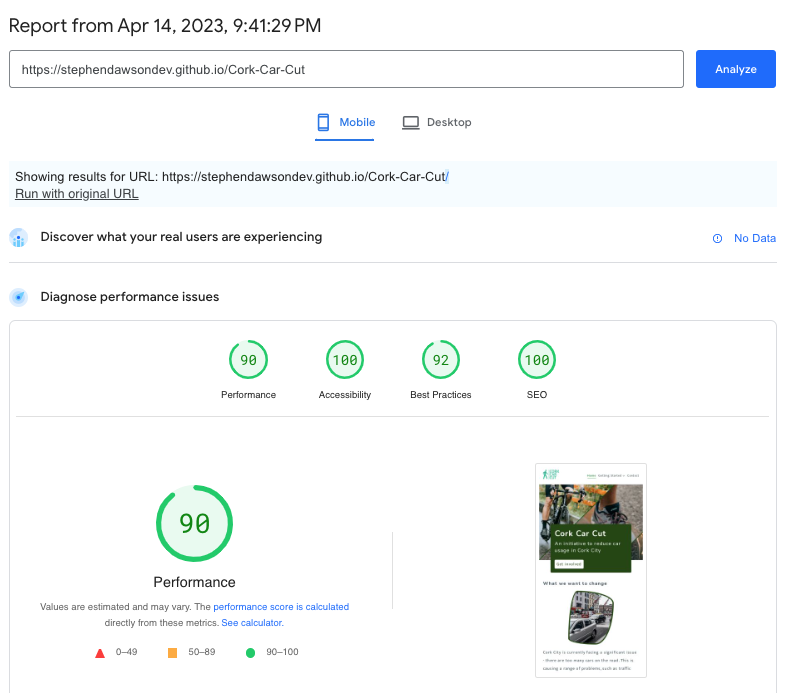 Report from Apr 14, 2023, 9:41:29 PM
https://stephendawsondev.github.io/Cork-Car-Cut
Analyze
Mobile
Desktop
Showing results for URL: https://stephendawsondev.github.io/Cork-Car-Cut/
Run with original URL
Discover what your real users are experiencing
No Data
Diagnose performance issues
90
100
92
100
Performance
Accessibility
Best Practices
SEO
90
Performance
Values are estimated and may vary. The performance score is calculated
directly from these metrics. See calculator.
0–49
50–89
90–100
Cork Car Cut
An initiative to reduce car
usage in Cork City
Get Involved
What we want to change
Cork City is currently facing a significant issue
- there are too many cars on the road. This is
causing a range of problems, such as traffic